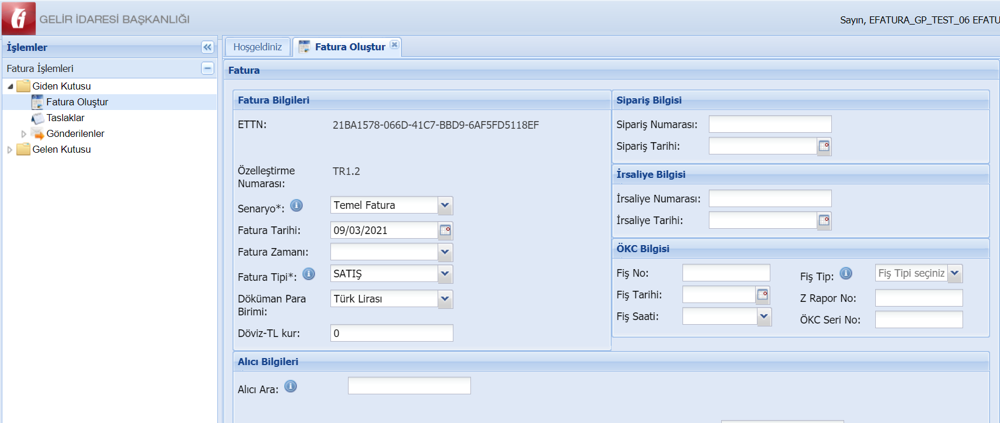 GELİR İDARESİ BAŞKANLIĞI
Sayın, EFATURA_GP_TEST_06 EFATU
İşlemler
Fatura İşlemleri
Giden Kutusu
Fatura Oluştur
Taslaklar
Gönderilenler
Gelen Kutusu
Hoşgeldiniz
Fatura Oluştur
Fatura
Fatura Bilgileri
ETTN: 21BA1578-066D-41C7-BBD9-6AF5FD5118EF
Özelleştirme
Numarası: TR1.2
Senaryo*: Temel Fatura
Fatura Tarihi: 09/03/2021
Fatura Zamanı:
Fatura Tipi*: SATIŞ
Döküman Para
Birimi: Türk Lirası
Döviz-TL kur: 0
Sipariş Bilgisi
Sipariş Numarası:
Sipariş Tarihi:
İrsaliye Bilgisi
İrsaliye Numarası:
İrsaliye Tarihi:
ÖKC Bilgisi
Fiş No:
Fiş Tarihi:
Fiş Saati:
Fiş Tip: Fiş Tipi seçiniz
Z Rapor No:
ÖKC Seri No:
Alıcı Bilgileri
Alıcı Ara: